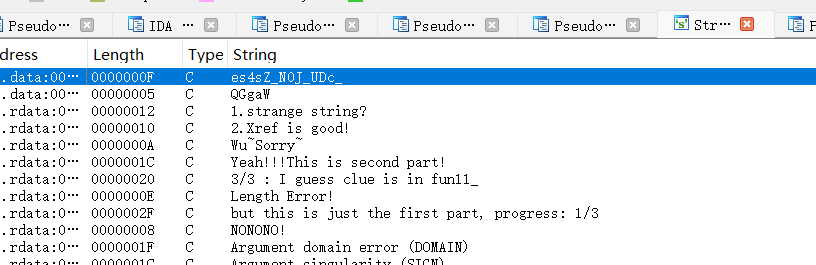 Pseudo… IDA … Pseudo… Pseudo… Pseudo… Str…
dress Length Type String
.data:00… 0000000F C es4sZ_N0J_UDc_
.data:00… 00000005 C QGgaW
.rdata:0… 00000012 C 1.strange string?
.rdata:0… 00000010 C 2.Xref is good!
.rdata:0… 0000000A C Wu~Sorry~
.rdata:0… 0000001C C Yeah!!!This is second part!
.rdata:0… 00000020 C 3/3 : I guess clue is in fun11_
.rdata:0… 0000000E C Length Error!
.rdata:0… 0000002F C but this is just the first part, progress: 1/3
.rdata:0… 00000008 C NONONO!
.rdata:0… 0000001F C Argument domain error (DOMAIN)
.rdata:0… 0000001C C Argument singularity (SIGN)